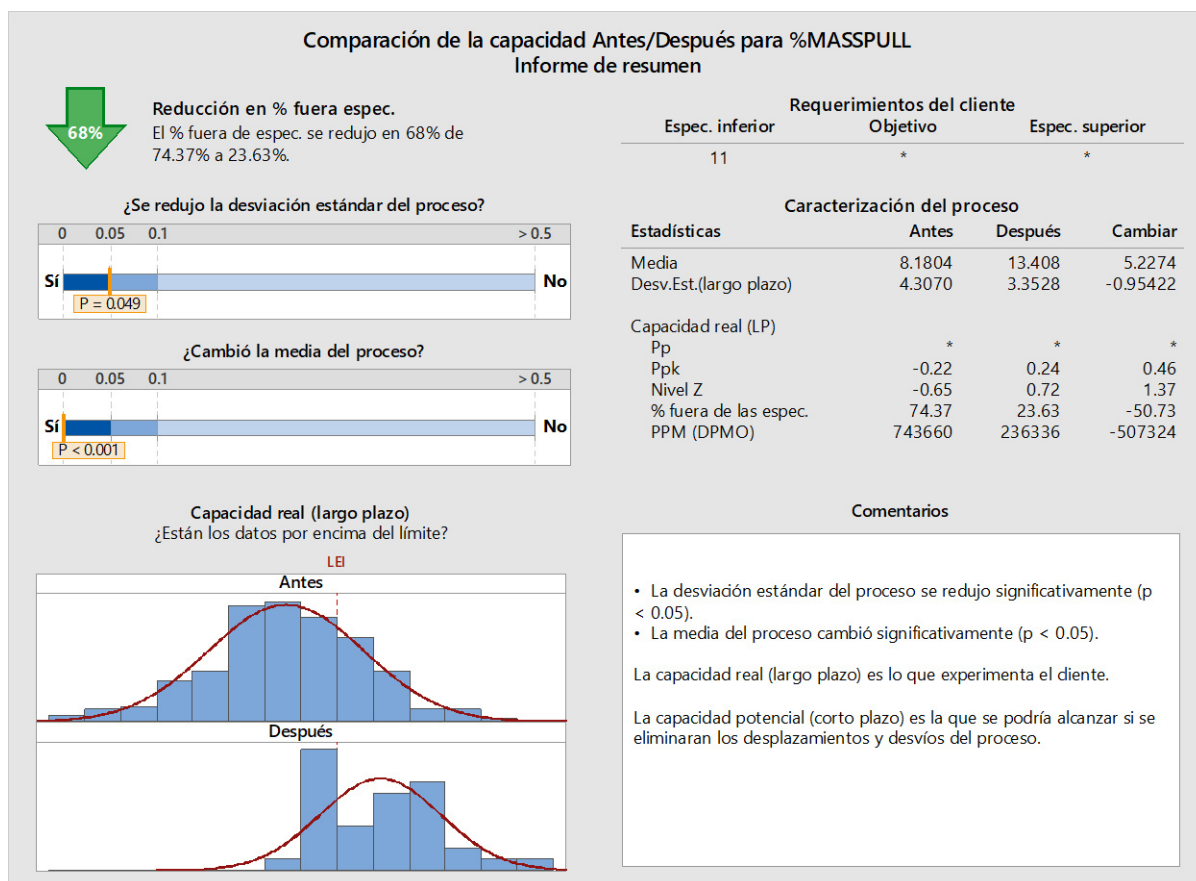 Comparación de la capacidad Antes/Después para %MASSPULL
Informe de resumen
68%
Reducción en % fuera espec.
El % fuera de espec. se redujo en 68% de
74.37% a 23.63%.
Requerimientos del cliente
Espec. inferior Objetivo Espec. superior
11 * *
¿Se redujo la desviación estándar del proceso?
0 0.05 0.1 > 0.5
Sí No
P = 0.049
¿Cambió la media del proceso?
0 0.05 0.1 > 0.5
Sí No
P < 0.001
Caracterización del proceso
Estadísticas Antes Después Cambiar
Media 8.1804 13.408 5.2274
Desv.Est.(largo plazo) 4.3070 3.3528 -0.95422
Capacidad real (LP)
Pp * * *
Ppk -0.22 0.24 0.46
Nivel Z -0.65 0.72 1.37
% fuera de las espec. 74.37 23.63 -50.73
PPM (DPMO) 743660 236336 -507324
Capacidad real (largo plazo)
¿Están los datos por encima del límite?
LEI
Antes
Después
Comentarios
• La desviación estándar del proceso se redujo significativamente (p
< 0.05).
• La media del proceso cambió significativamente (p < 0.05).
La capacidad real (largo plazo) es lo que experimenta el cliente.
La capacidad potencial (corto plazo) es la que se podría alcanzar si se
eliminaran los desplazamientos y desvíos del proceso.